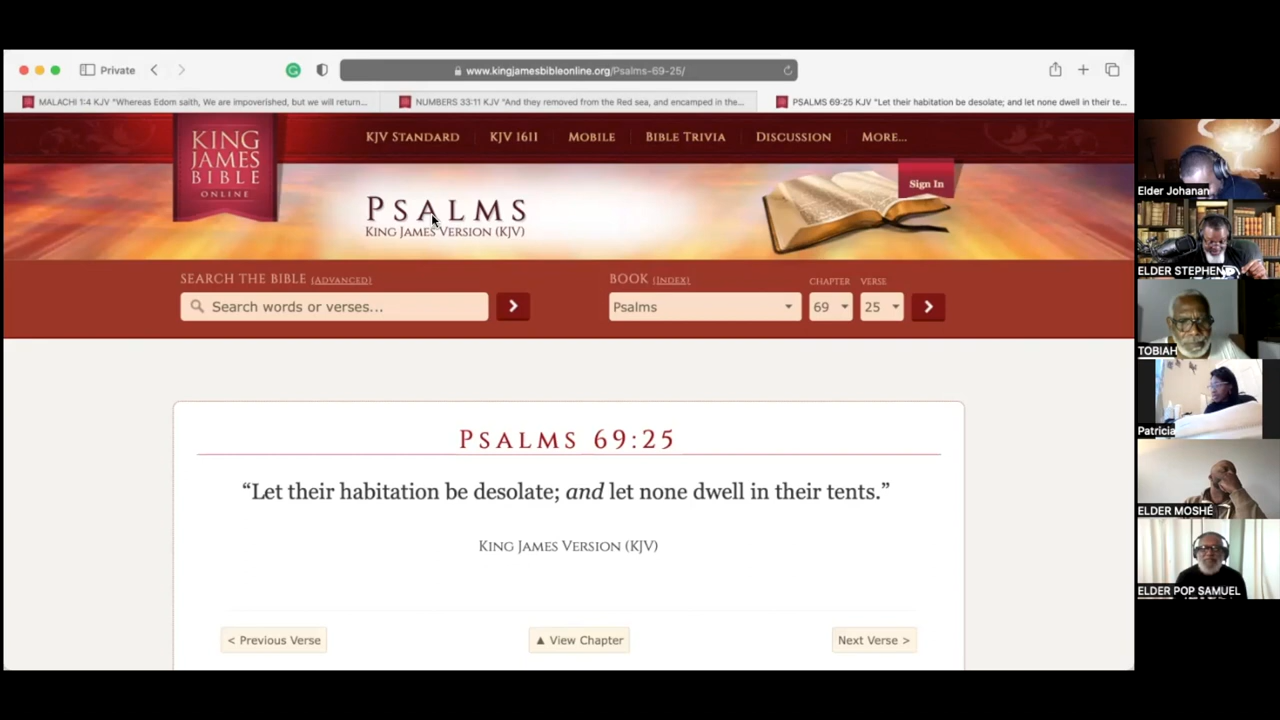 Private
www.kingjamesbibleonline.org/Psalms-69-25/
MALACHI 1:4 KJV "Whereas Edom saith, We are impoverished, but we will return...
NUMBERS 33:11 KJV "And they removed from the Red sea, and encamped in the...
PSALMS 69:25 KJV "Let their habitation be desolate; and let none dwell in their te...
KING JAMES BIBLE ONLINE
KJV STANDARD
KJV 1611
MOBILE
BIBLE TRIVIA
DISCUSSION
MORE...
Sign In
PSALMS
KING JAMES VERSION (KJV)
SEARCH THE BIBLE (ADVANCED)
BOOK (INDEX)
CHAPTER
VERSE
Search words or verses...
Psalms
69
25
PSALMS 69:25
“Let their habitation be desolate; and let none dwell in their tents.”
KING JAMES VERSION (KJV)
< Previous Verse
▲ View Chapter
Next Verse >
Elder Johanan
ELDER STEPHEN
TOBIAH
Patricia
ELDER MOSHÉ
ELDER POP SAMUEL